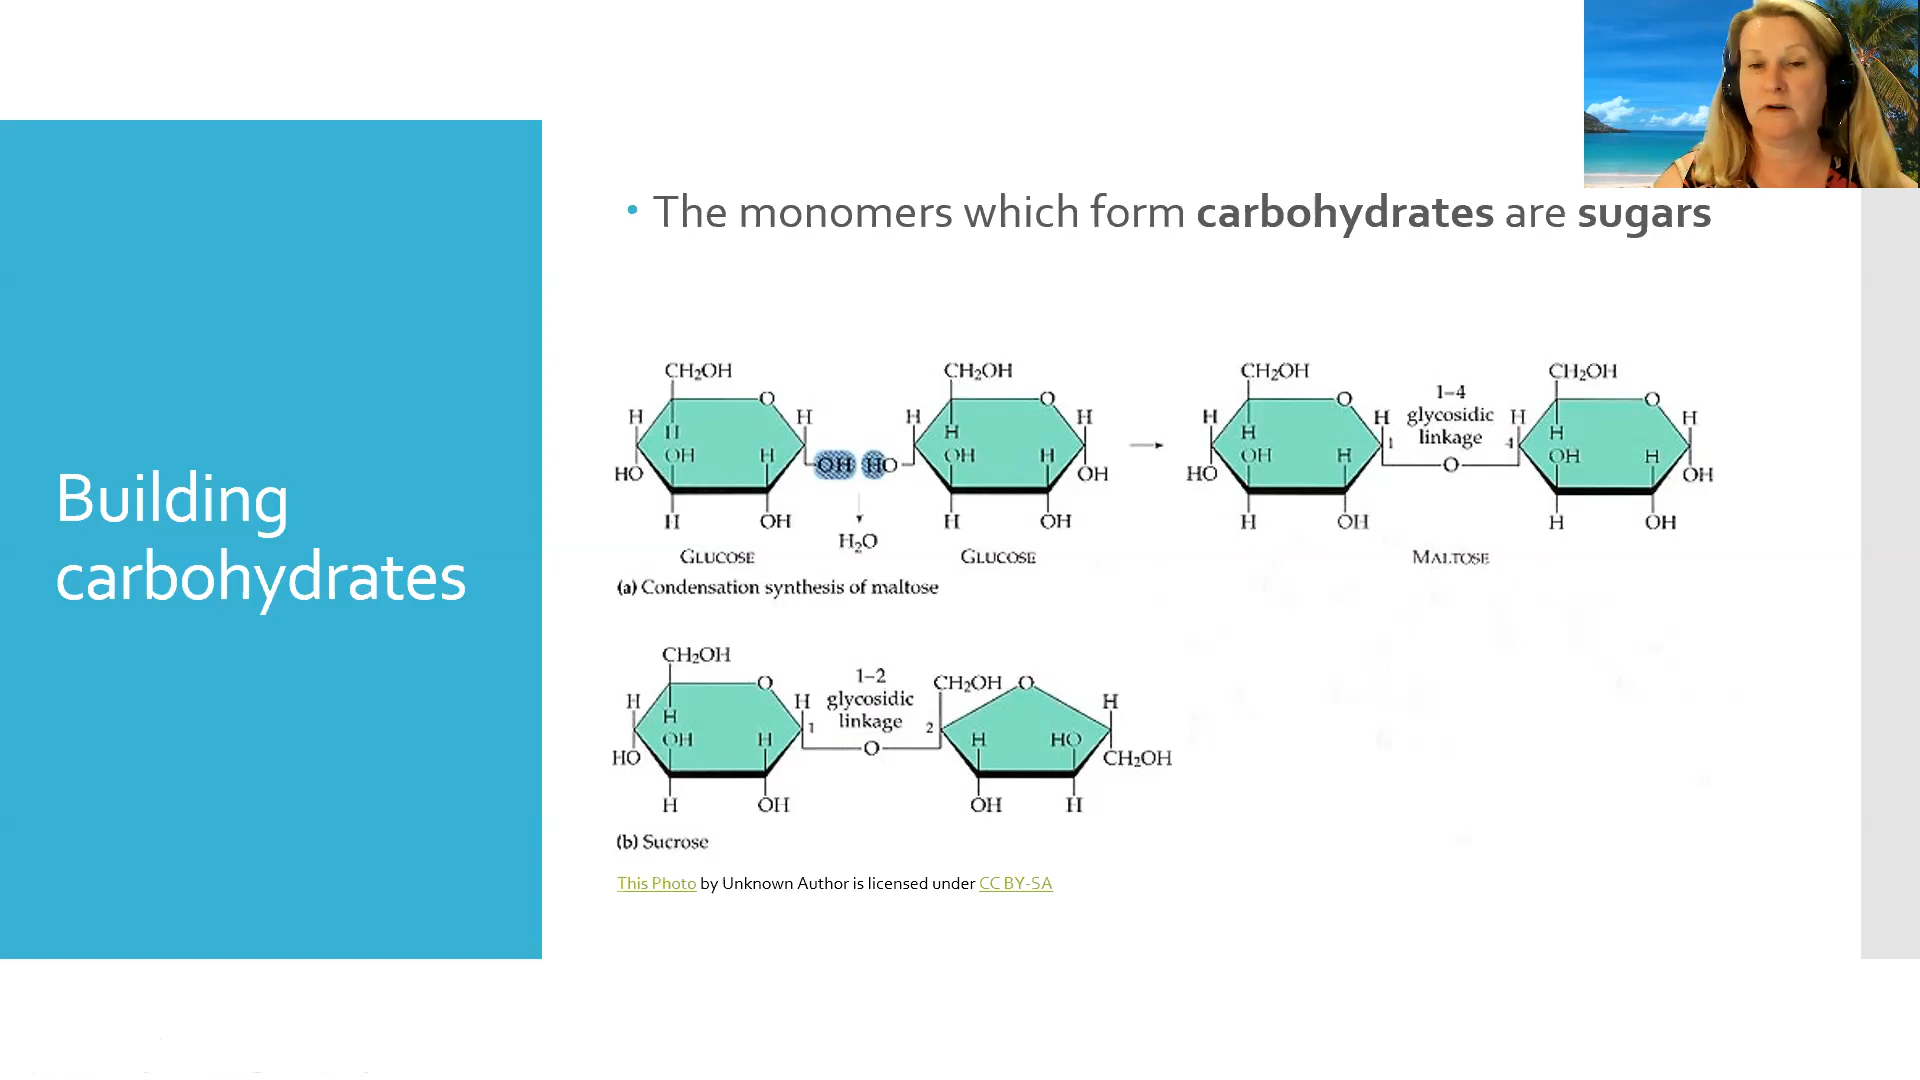 Building
carbohydrates
• The monomers which form carbohydrates are sugars
CH₂OH
O
H
H
H
OH
H
HO
OH
HO
H
OH
H₂O
GLUCOSE
CH₂OH
O
H
H
H
OH
H
OH
H
OH
GLUCOSE
CH₂OH
O
H
H
H
OH
H
HO
H
OH
1–4
glycosidic
linkage
1
4
O
CH₂OH
O
H
H
H
OH
H
OH
H
OH
MALTOSE
(a) Condensation synthesis of maltose
CH₂OH
O
H
H
H
OH
H
HO
H
OH
1–2
glycosidic
linkage
1
2
O
CH₂OH
O
H
H
HO
CH₂OH
OH
H
(b) Sucrose
This Photo by Unknown Author is licensed under CC BY-SA